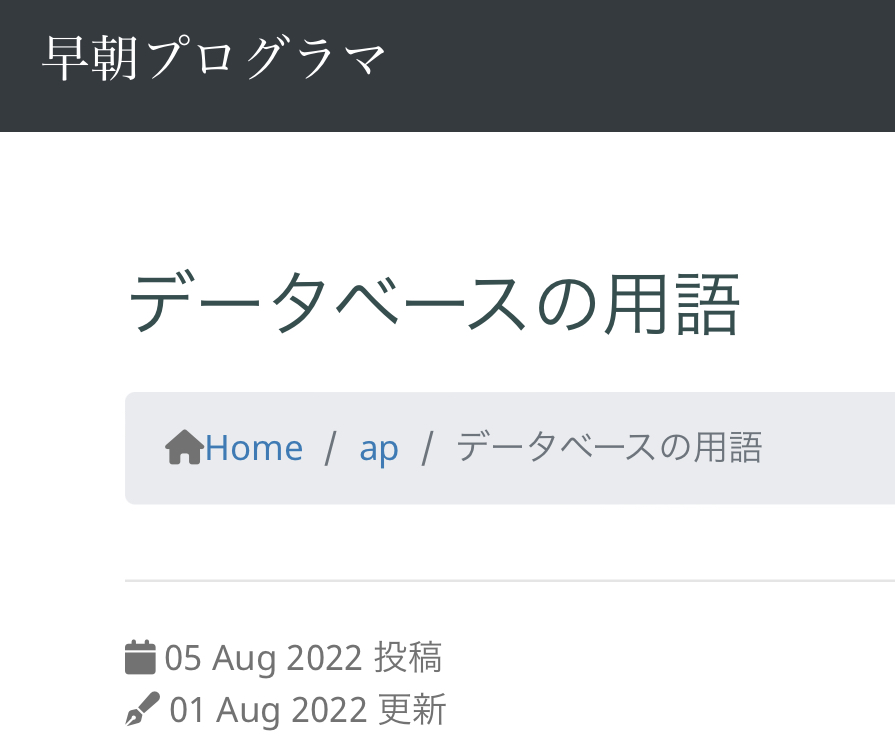 早朝プログラマ
データベースの用語
Home / ap / データベースの用語
05 Aug 2022 投稿
01 Aug 2022 更新